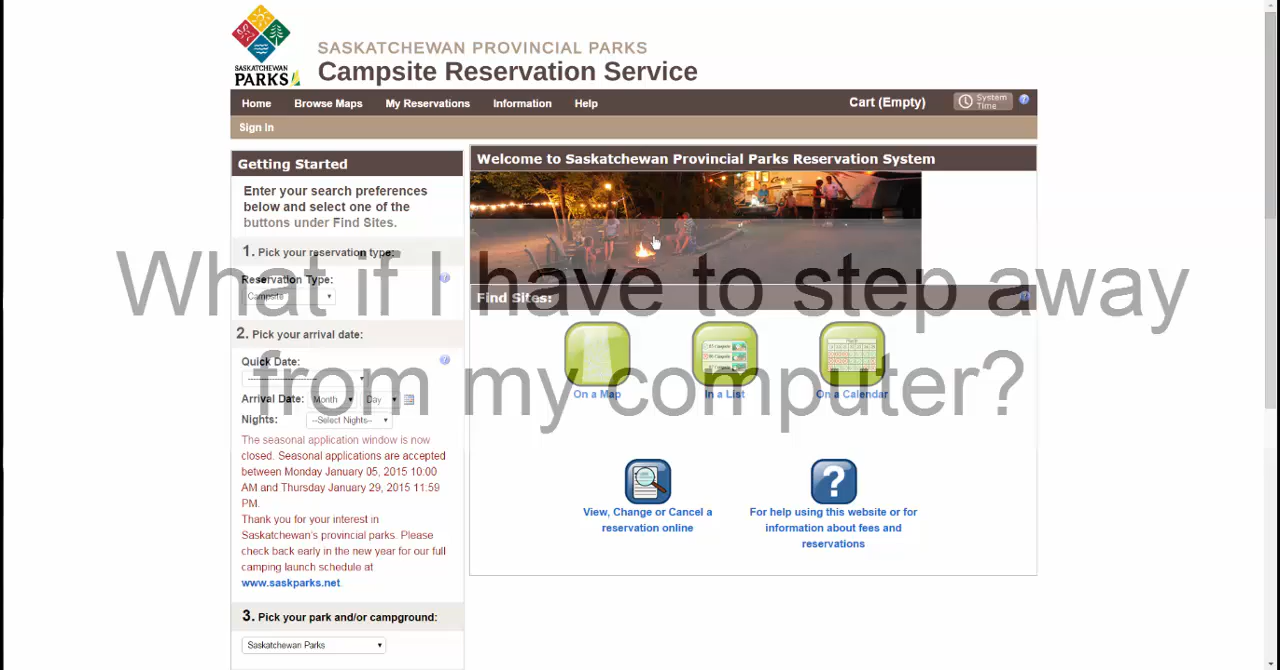 SASKATCHEWAN
PARKS
SASKATCHEWAN PROVINCIAL PARKS
Campsite Reservation Service
Home Browse Maps My Reservations Information Help Cart (Empty) System Time
Sign In
Getting Started
Enter your search preferences
below and select one of the
buttons under Find Sites.
1. Pick your reservation type:
Reservation Type:
Campsite
2. Pick your arrival date:
Quick Date:
Arrival Date: Month Day
Nights: --Select Nights--
The seasonal application window is now
closed. Seasonal applications are accepted
between Monday January 05, 2015 10:00
AM and Thursday January 29, 2015 11:59
PM.
Thank you for your interest in
Saskatchewan's provincial parks. Please
check back early in the new year for our full
camping launch schedule at
www.saskparks.net
3. Pick your park and/or campground:
Saskatchewan Parks
Welcome to Saskatchewan Provincial Parks Reservation System
What if I have to step away
from my computer?
Find Sites:
On a Map In a List On a Calendar
View, Change or Cancel a
reservation online
For help using this website or for
information about fees and
reservations